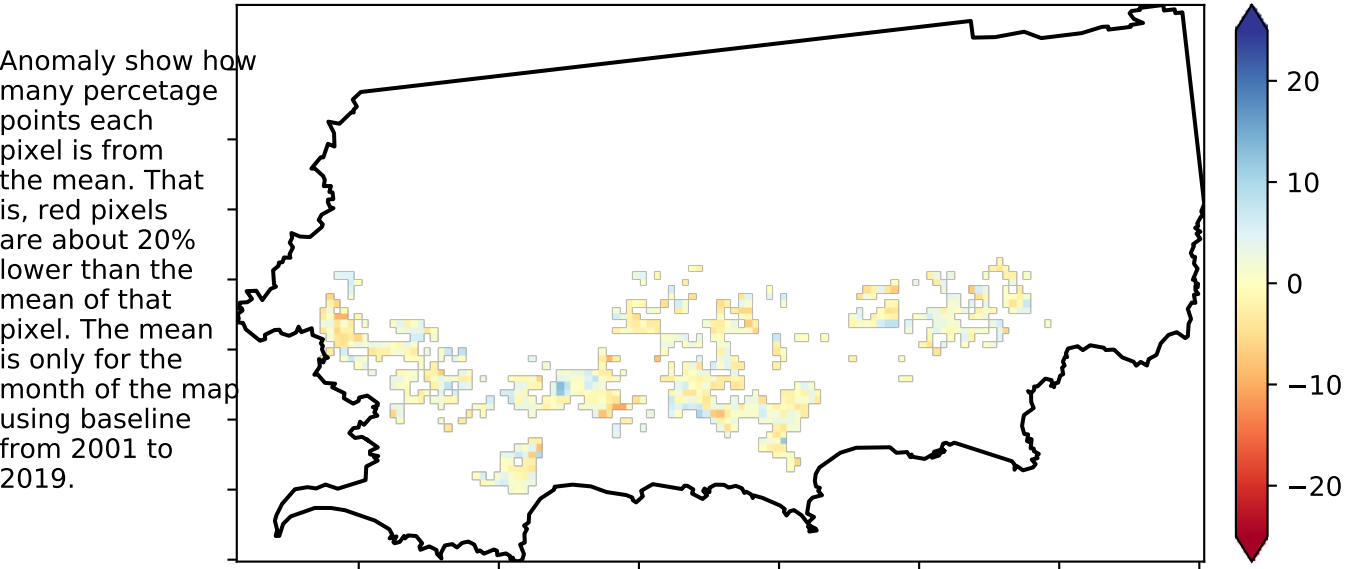 Anomaly show how
many percetage
points each
pixel is from
the mean. That
is, red pixels
are about 20%
lower than the
mean of that
pixel. The mean
is only for the
month of the map
using baseline
from 2001 to
2019.
20
10
0
−10
−20